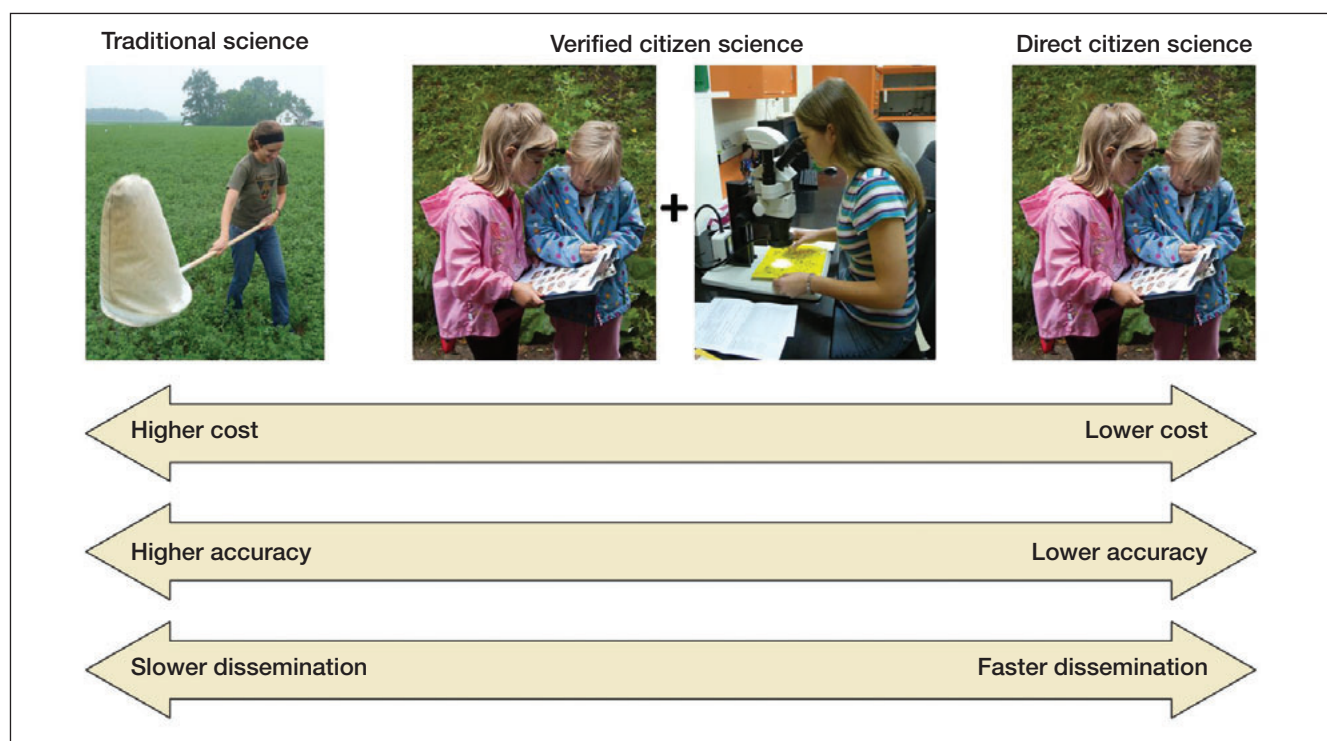 Traditional science
Verified citizen science
Direct citizen science
+
Higher cost
Lower cost
Higher accuracy
Lower accuracy
Slower dissemination
Faster dissemination